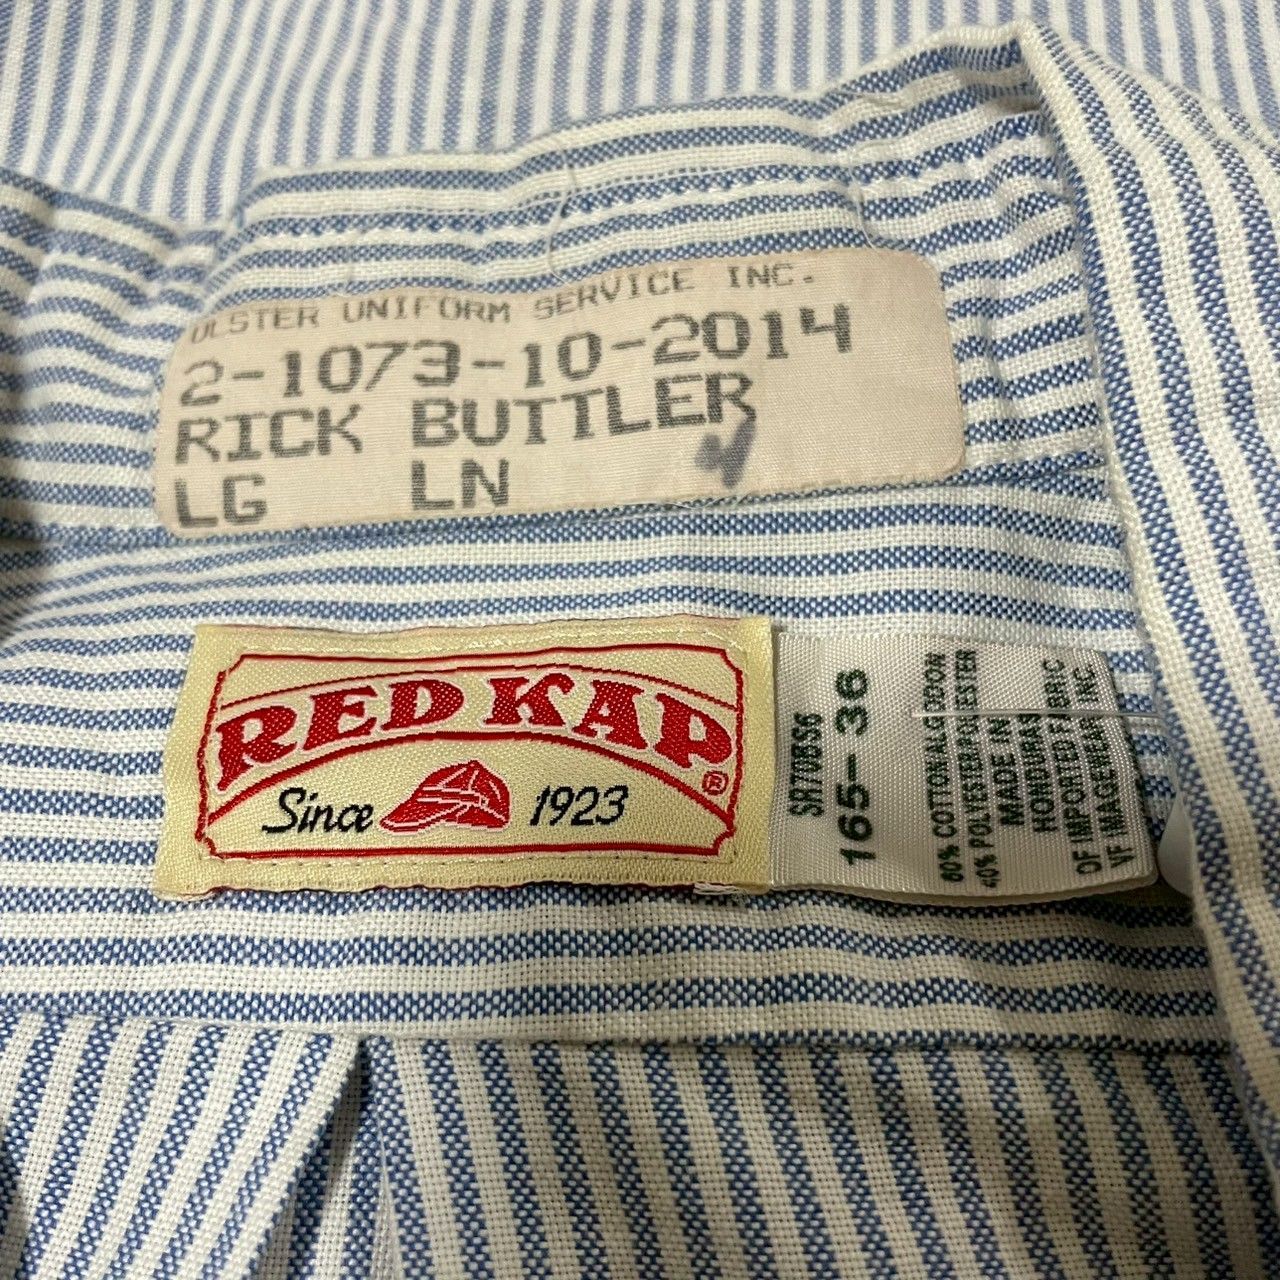 ULSTER UNIFORM SERVICE INC.
2-1073-10-2014
RICK BUTTLER
LG LN
RED KAP®
Since 1923
SR70BS6
165-36
60% COTTON/ALGODON
40% POLYESTER/POLIESTER
MADE IN
HONDURAS
OF IMPORTED FABRIC
VF IMAGEWEAR INC.